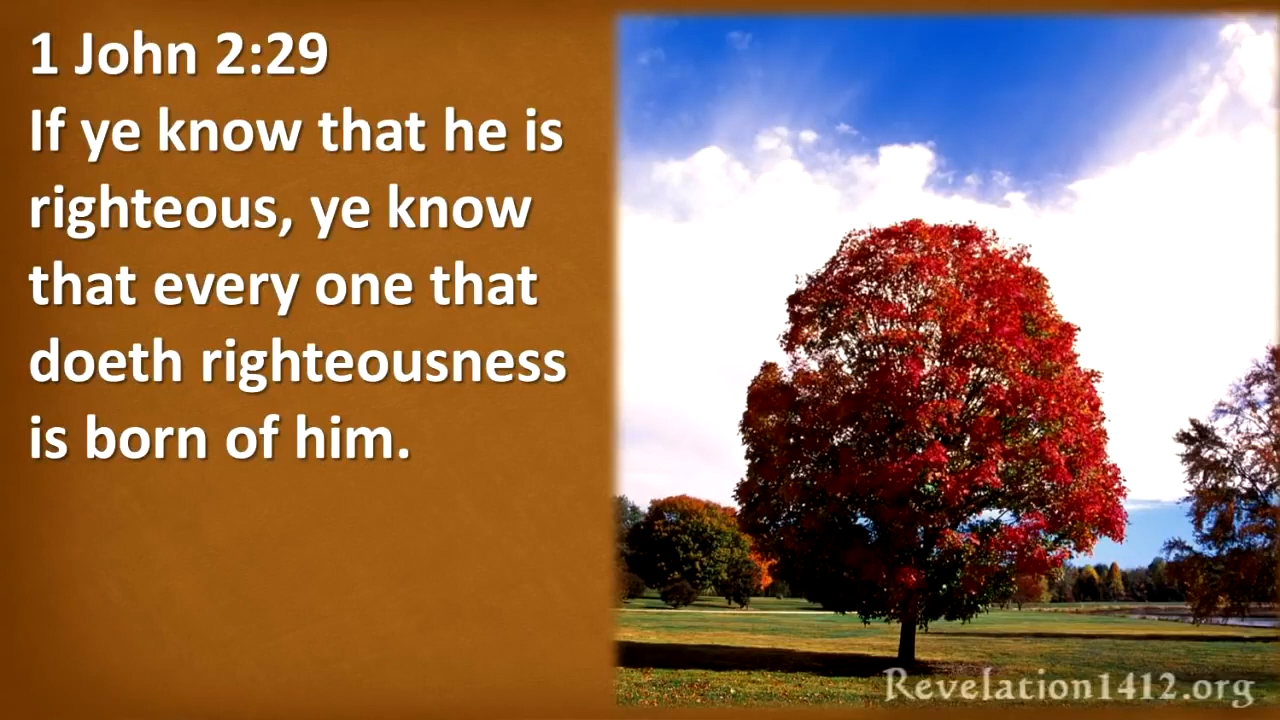 1 John 2:29
If ye know that he is
righteous, ye know
that every one that
doeth righteousness
is born of him.
Revelation1412.org